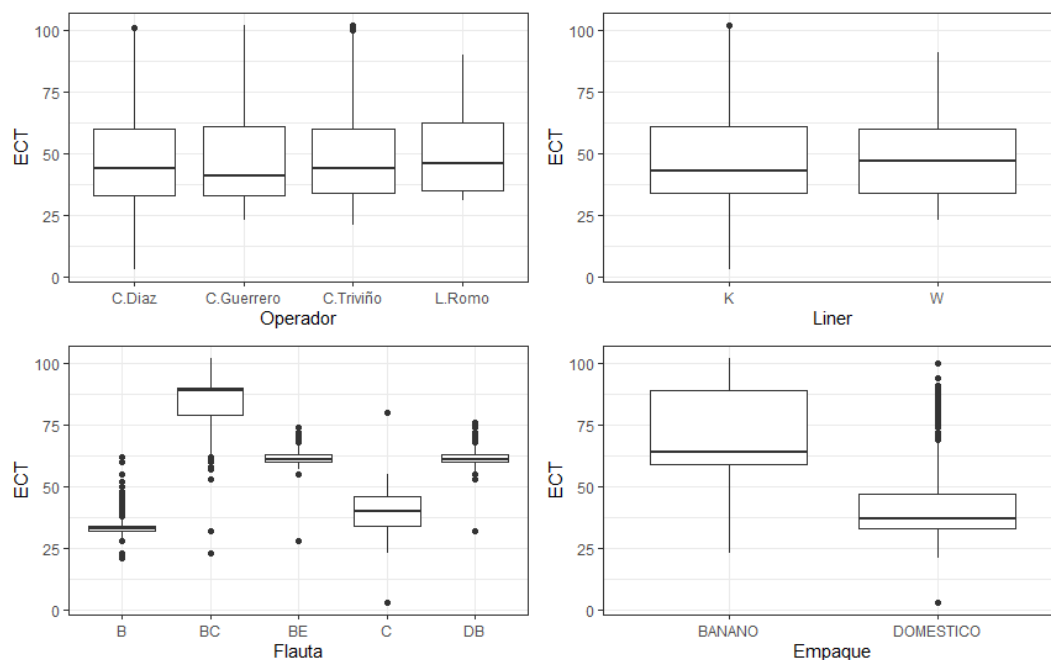 100
75
50
25
0
ECT
C.Diaz C.Guerrero C.Triviño L.Romo
Operador
100
75
50
25
0
ECT
K W
Liner
100
75
50
25
0
ECT
B BC BE C DB
Flauta
100
75
50
25
0
ECT
BANANO DOMESTICO
Empaque